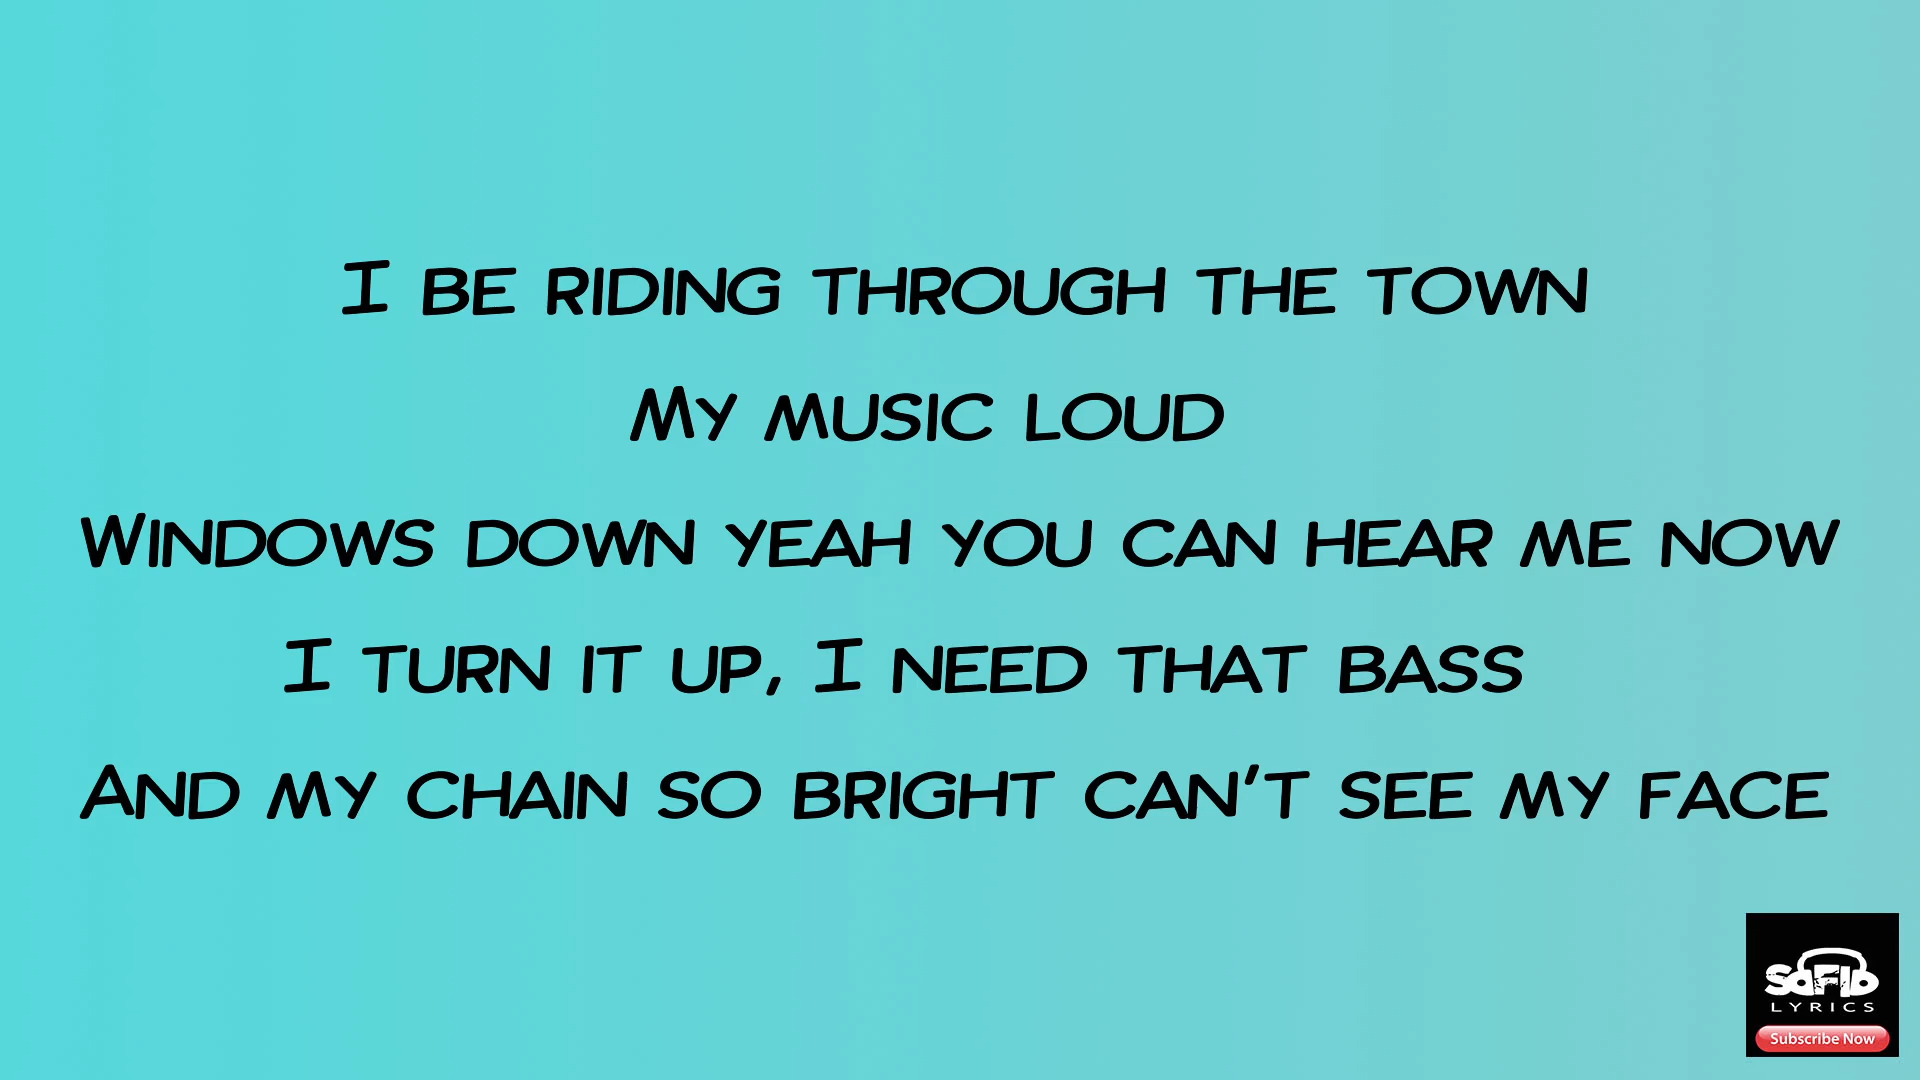 I be riding through the town
My music loud
Windows down yeah you can hear me now
I turn it up, I need that bass
And my chain so bright can't see my face
SaFlo
LYRICS
Subscribe Now